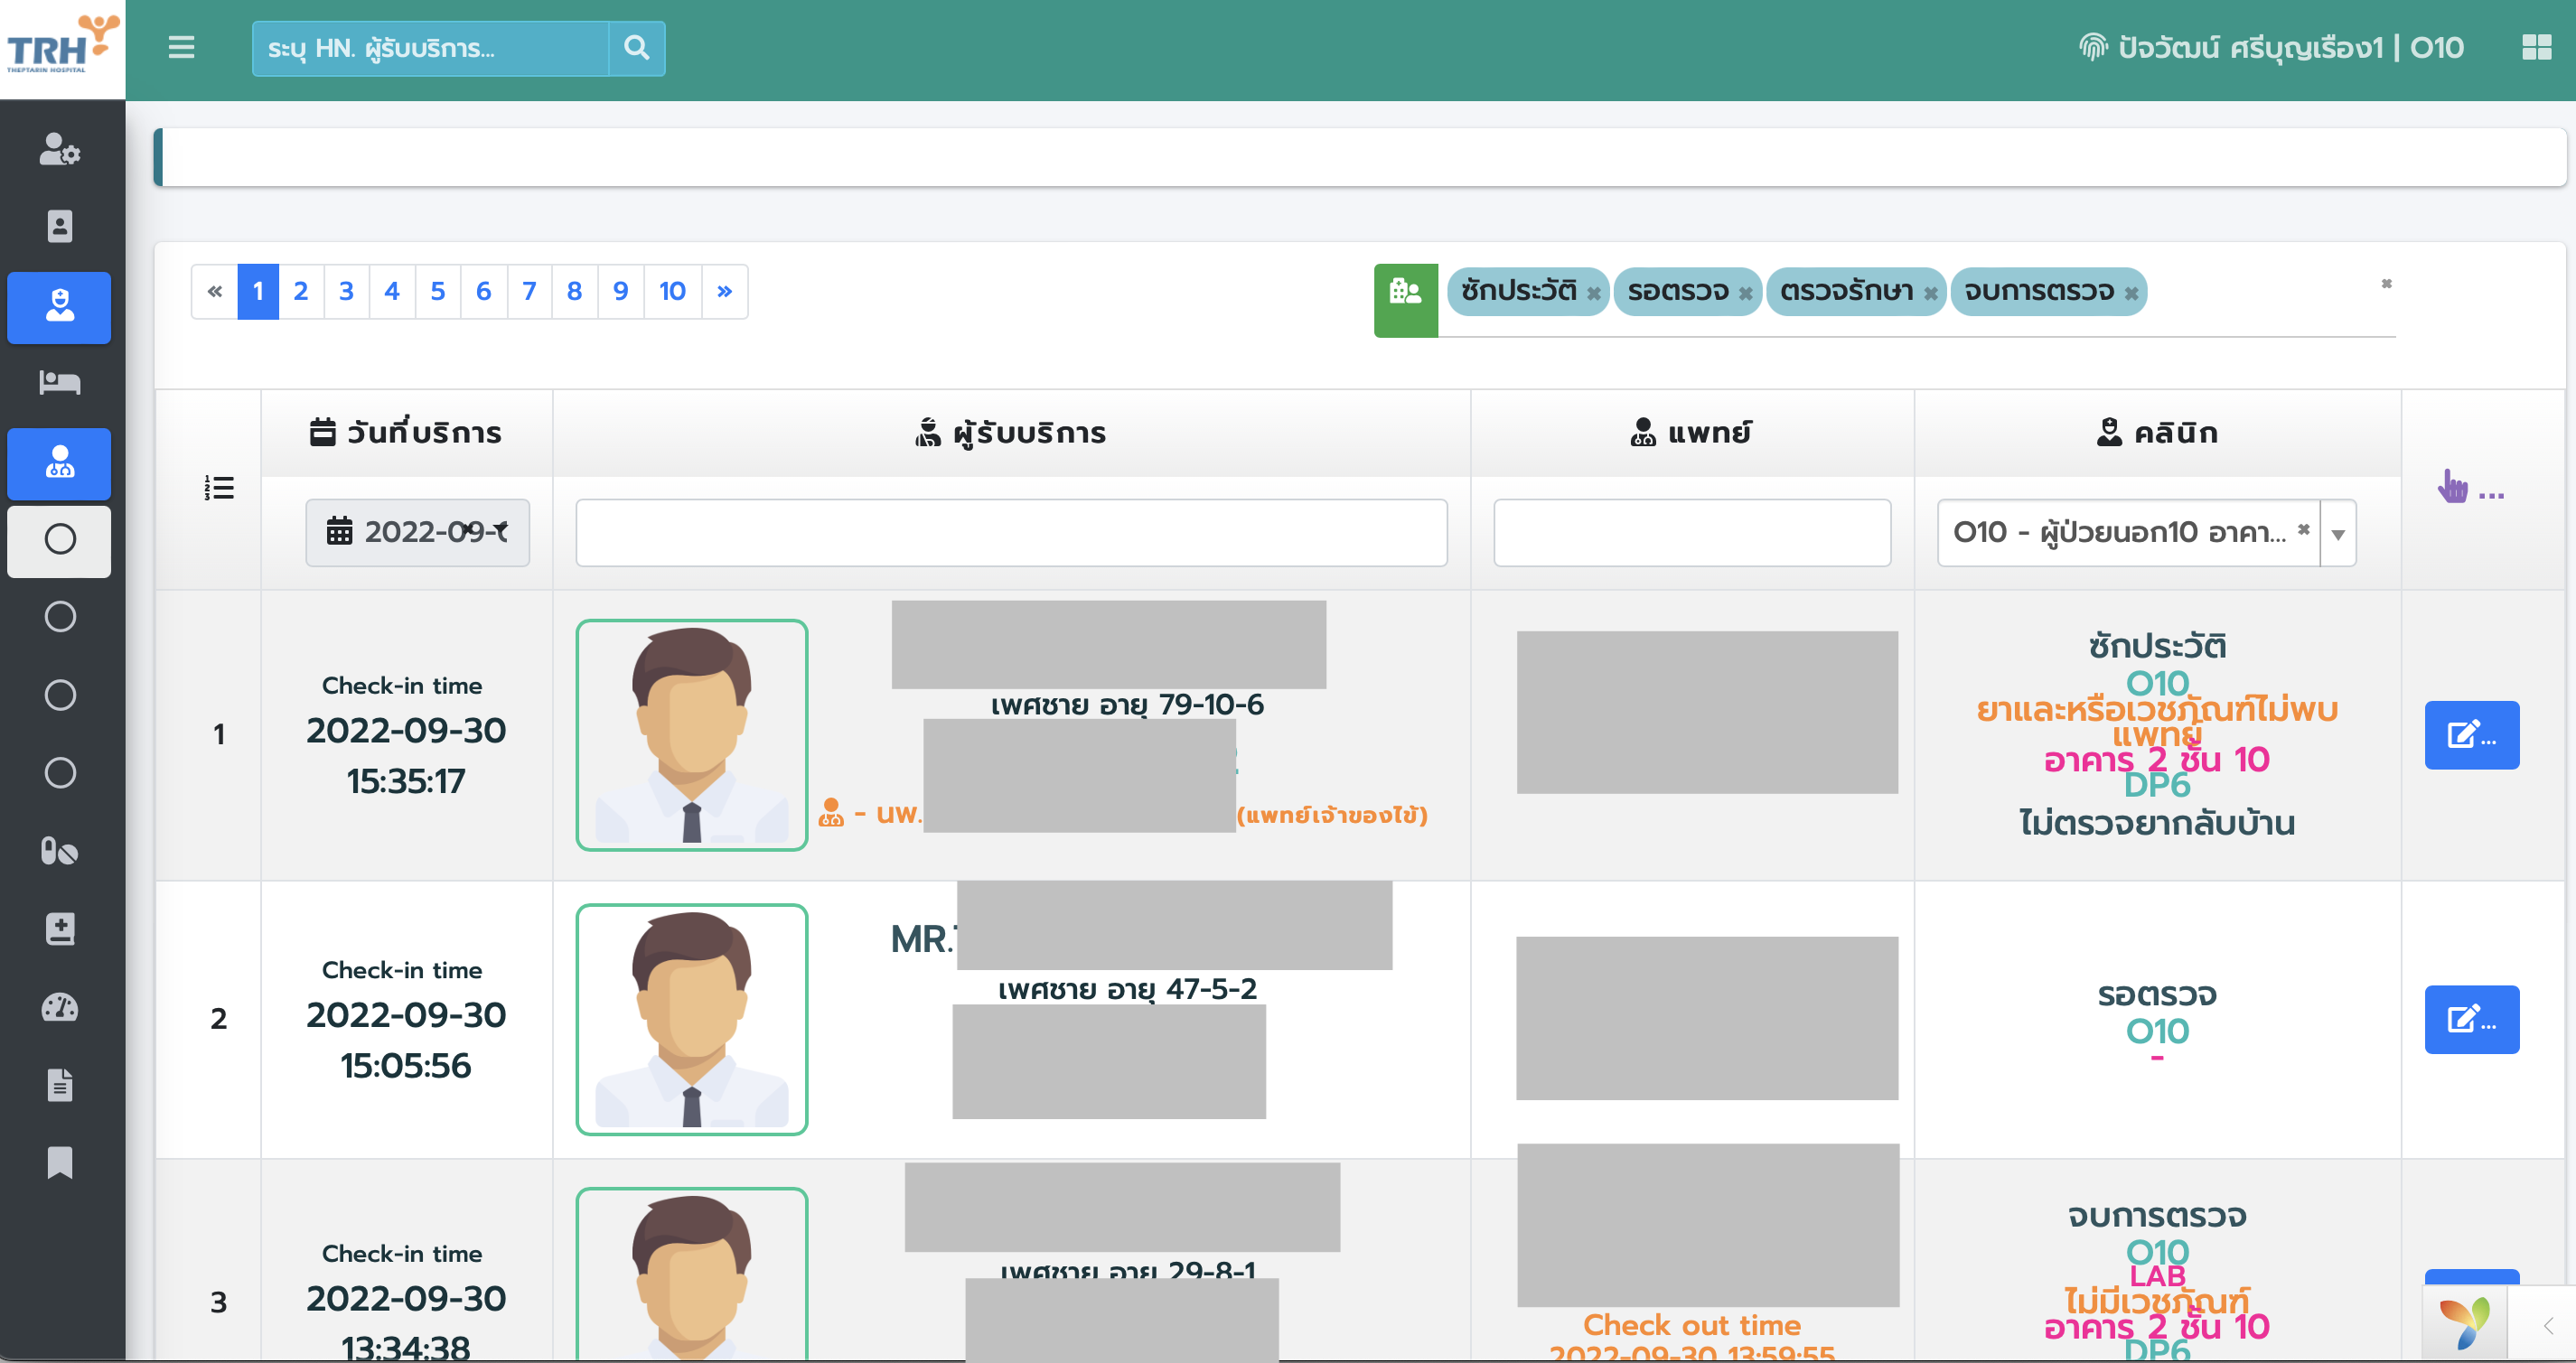 TRH
THEPTARIN HOSPITAL
ระบุ HN. ผู้รับบริการ...
ปัจวัฒน์ ศรีบุญเรือง1 | O10
« 1 2 3 4 5 6 7 8 9 10 »
ซักประวัติ รอตรวจ ตรวจรักษา จบการตรวจ
วันที่บริการ ผู้รับบริการ แพทย์ คลินิก
...
2022-09-
O10 - ผู้ป่วยนอก10 อาคา...
1
Check-in time
2022-09-30
15:35:17
เพศชาย อายุ 79-10-6
- นพ. (แพทย์เจ้าของไข้)
ซักประวัติ
O10
ยาและหรือเวชภัณฑ์ไม่พบ
แพทย์
อาคาร 2 ชั้น 10
DP6
ไม่ตรวจยากลับบ้าน
...
2
Check-in time
2022-09-30
15:05:56
MR.
เพศชาย อายุ 47-5-2
รอตรวจ
O10
-
...
3
Check-in time
2022-09-30
13:34:38
เพศชาย อายุ 29-8-1
Check out time
2022-09-30 13:59:55
จบการตรวจ
O10
LAB
ไม่มีเวชภัณฑ์
อาคาร 2 ชั้น 10
DP6